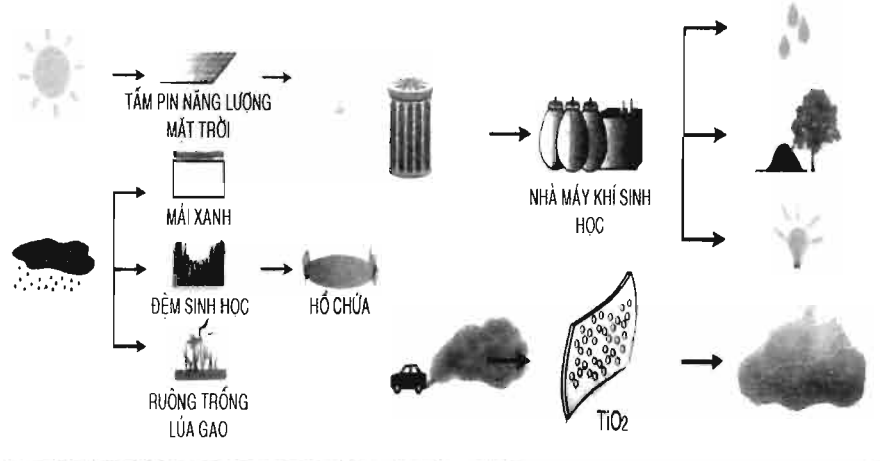 TẤM PIN NĂNG LƯỢNG
MẶT TRỜI
MÁI XANH
NHÀ MÁY KHÍ SINH
HỌC
ĐỆM SINH HỌC
HỒ CHỨA
RUỘNG TRỒNG
LÚA GẠO
TiO2